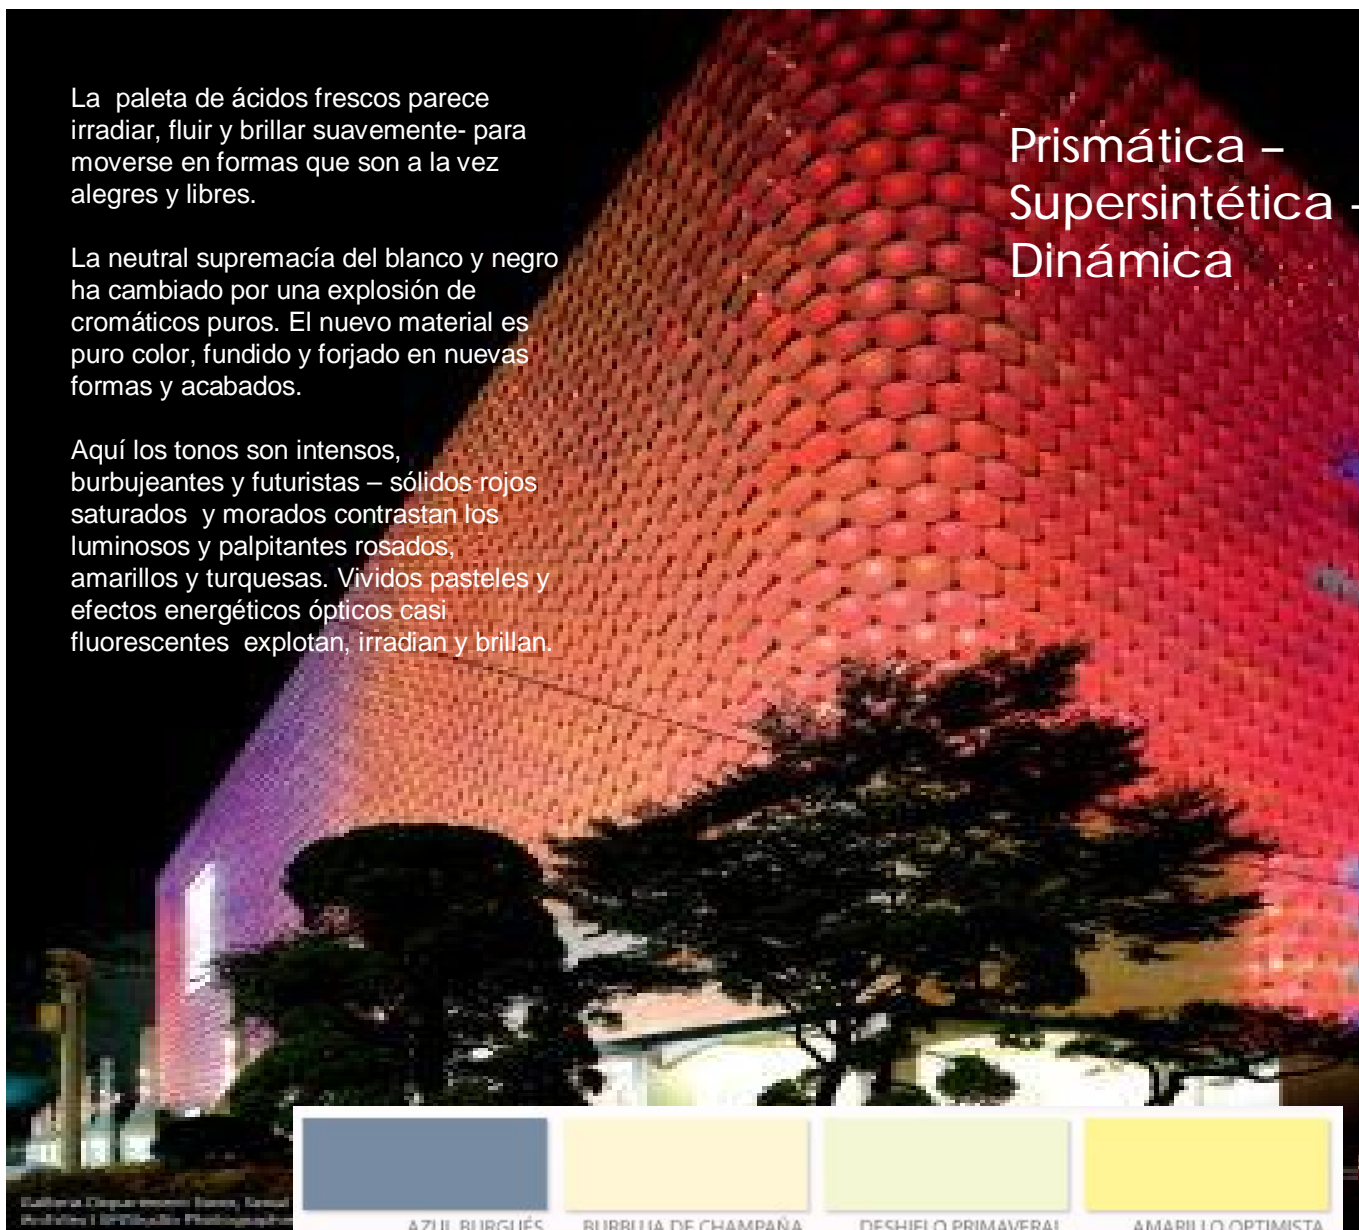 La paleta de ácidos frescos parece
irradiar, fluir y brillar suavemente- para
moverse en formas que son a la vez
alegres y libres.
La neutral supremacía del blanco y negro
ha cambiado por una explosión de
cromáticos puros. El nuevo material es
puro color, fundido y forjado en nuevas
formas y acabados.
Aquí los tonos son intensos,
burbujeantes y futuristas – sólidos rojos
saturados y morados contrastan los
luminosos y palpitantes rosados,
amarillos y turquesas. Vividos pasteles y
efectos energéticos ópticos casi
fluorescentes explotan, irradian y brillan.
Prismática –
Supersintética -
Dinámica
Galleria Department Store, Seoul
AZUL BURGUÉS BURBUJA DE CHAMPAÑA DESHIELO PRIMAVERAL AMARILLO OPTIMISTA